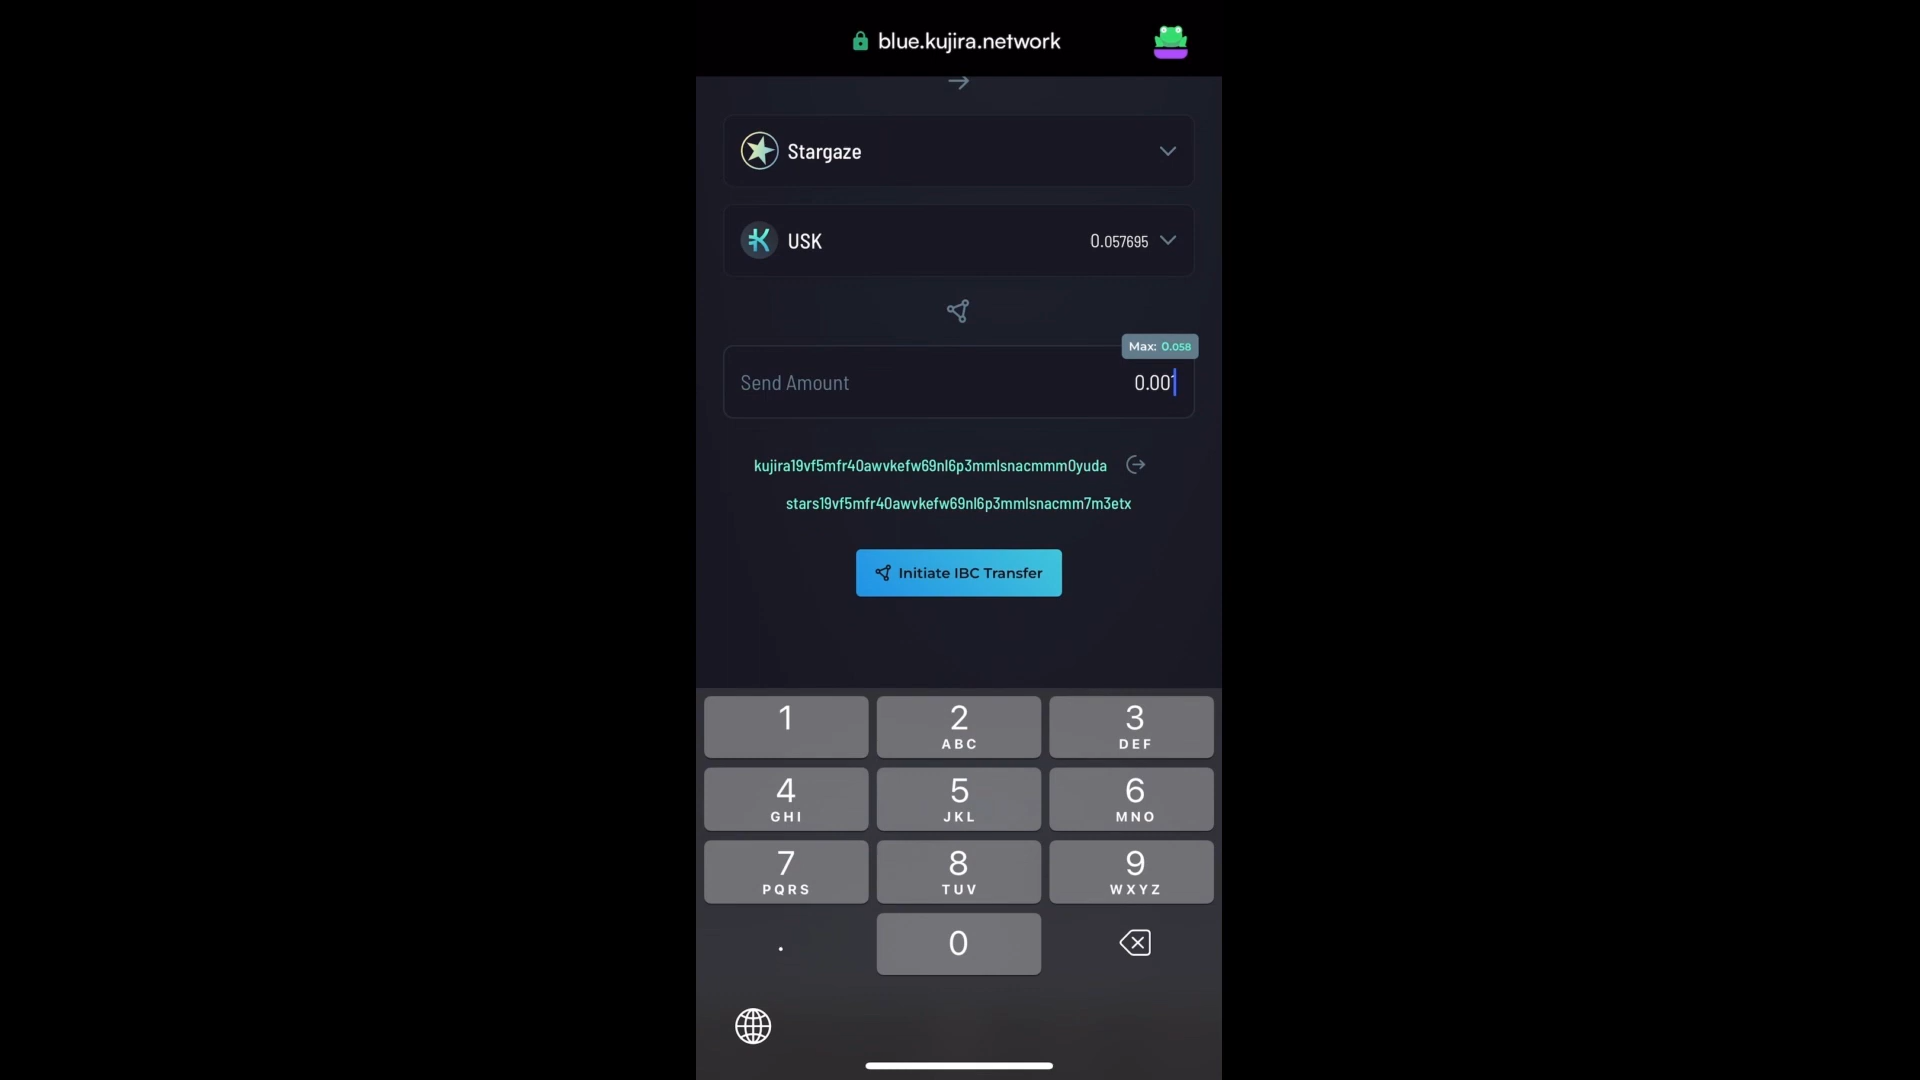 blue.kujira.network
Stargaze
USK 0.057695
Max: 0.058
Send Amount 0.001
kujira19vf5mfr40awvkefw69nl6p3mmlsnacmmm0yuda
stars19vf5mfr40awvkefw69nl6p3mmlsnacmm7m3etx
Initiate IBC Transfer
1 2 3
ABC DEF
4 5 6
GHI JKL MNO
7 8 9
PQRS TUV WXYZ
. 0